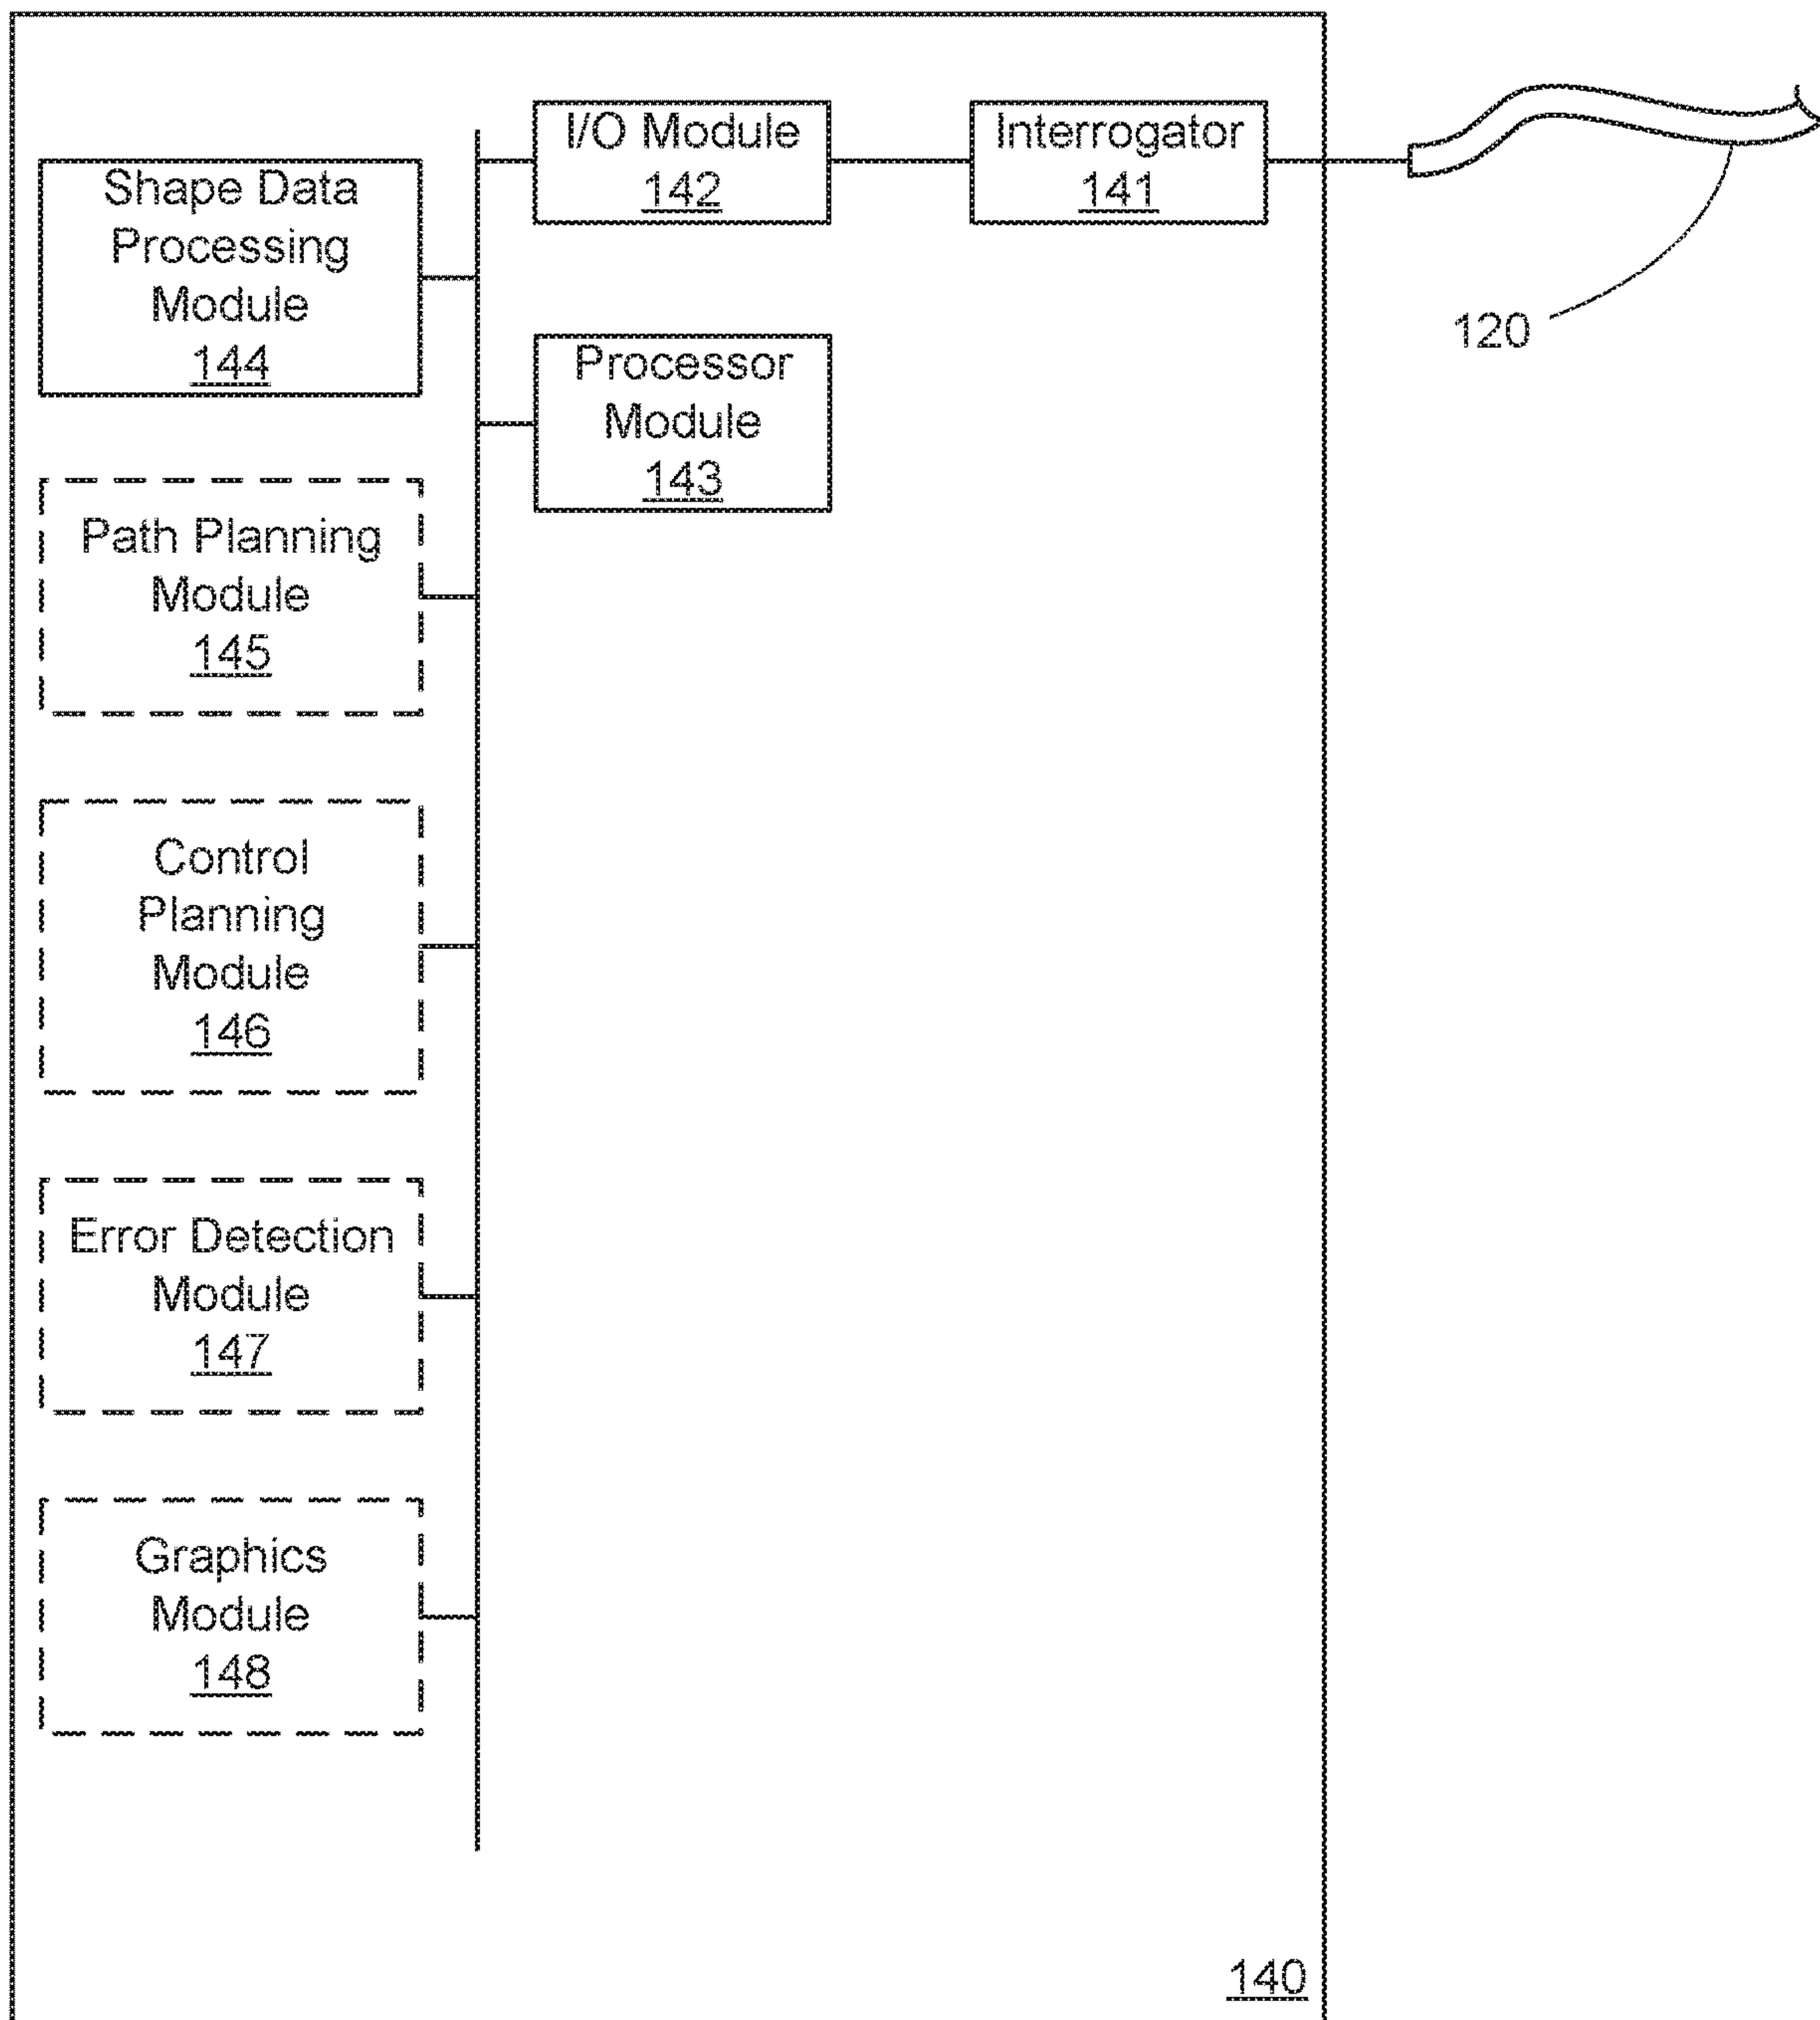 I/O Module
142
Interrogator
141
Shape Data
Processing
Module
144
120
Processor
Module
143
Path Planning
Module
145
Control
Planning
Module
146
Error Detection
Module
147
Graphics
Module
148
140